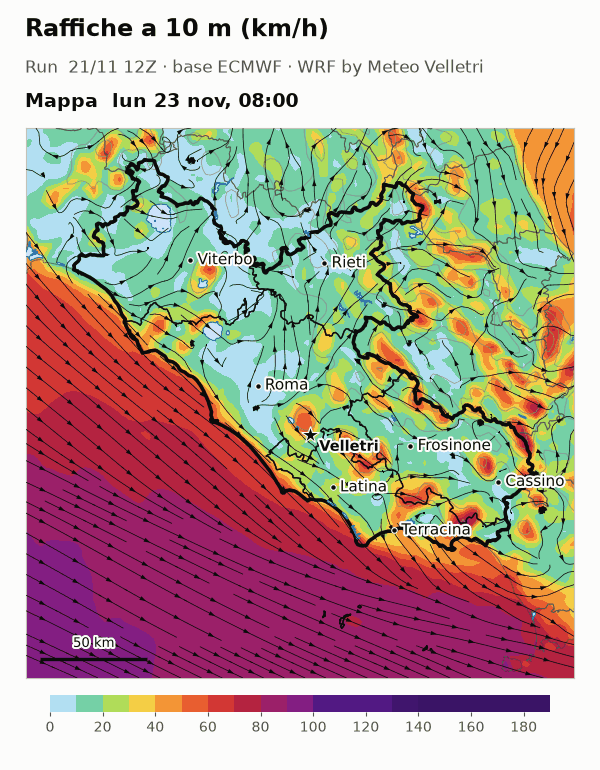 Raffiche a 10 m (km/h)
Run  21/11 12Z · base ECMWF · WRF by Meteo Velletri
Mappa  lun 23 nov, 08:00
Viterbo
Rieti
Roma
Velletri
Frosinone
Cassino
Latina
Terracina
50 km
0 20 40 60 80 100 120 140 160 180